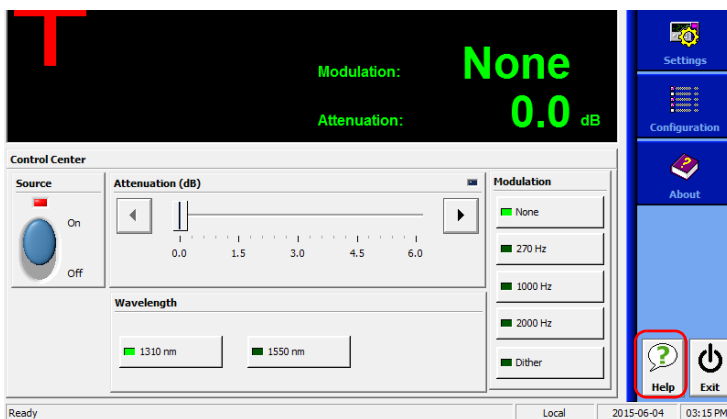 Modulation: None
Attenuation: 0.0 dB
Settings
Configuration
About
Control Center
Source
On
Off
Attenuation (dB)
0.0 1.5 3.0 4.5 6.0
Wavelength
1310 nm 1550 nm
Modulation
None
270 Hz
1000 Hz
2000 Hz
Dither
Help Exit
Ready Local 2015-06-04 03:15 PM